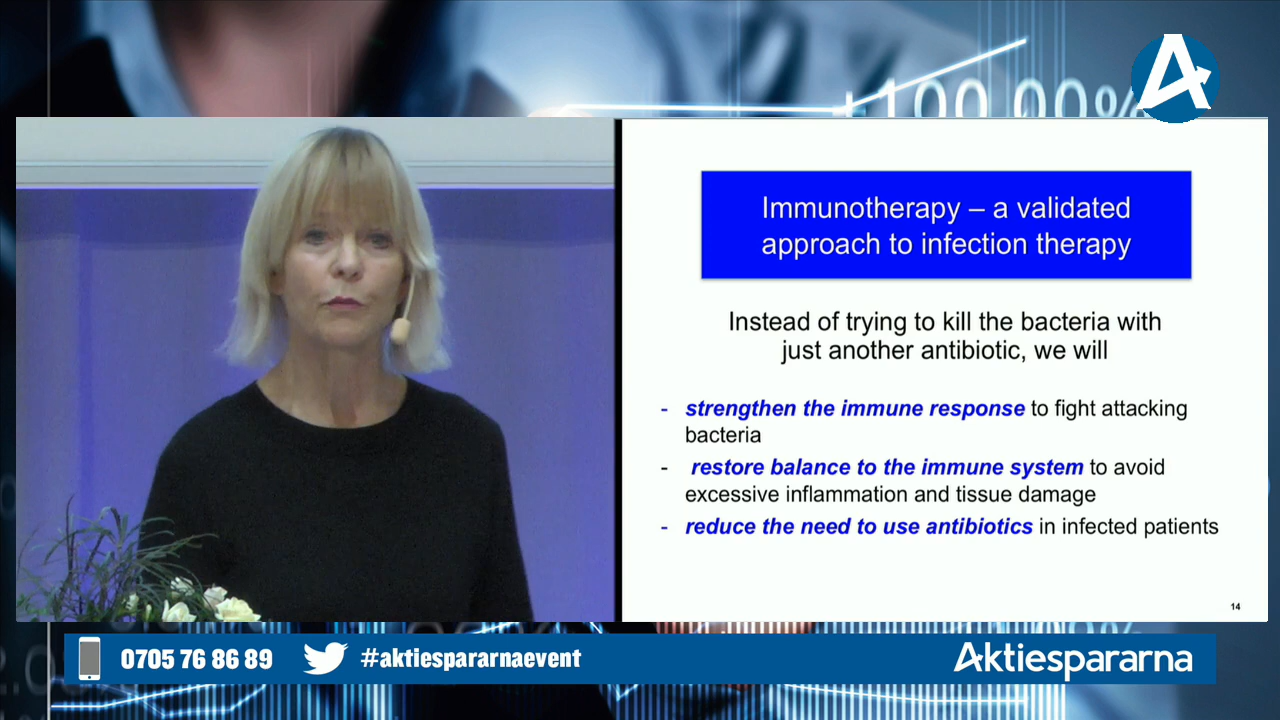 +100,00%
Immunotherapy – a validated
approach to infection therapy
Instead of trying to kill the bacteria with
just another antibiotic, we will
- strengthen the immune response to fight attacking
bacteria
- restore balance to the immune system to avoid
excessive inflammation and tissue damage
- reduce the need to use antibiotics in infected patients
14
0705 76 86 89
#aktiespararnaevent
Aktiespararna